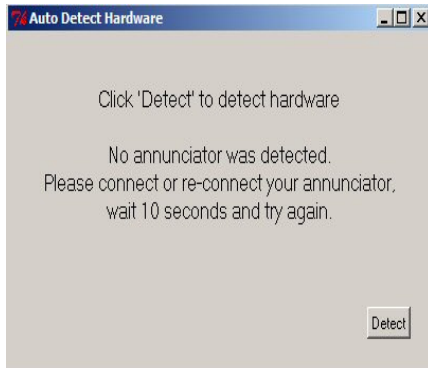 Auto Detect Hardware
Click 'Detect' to detect hardware
No annunciator was detected.
Please connect or re-connect your annunciator,
wait 10 seconds and try again.
Detect